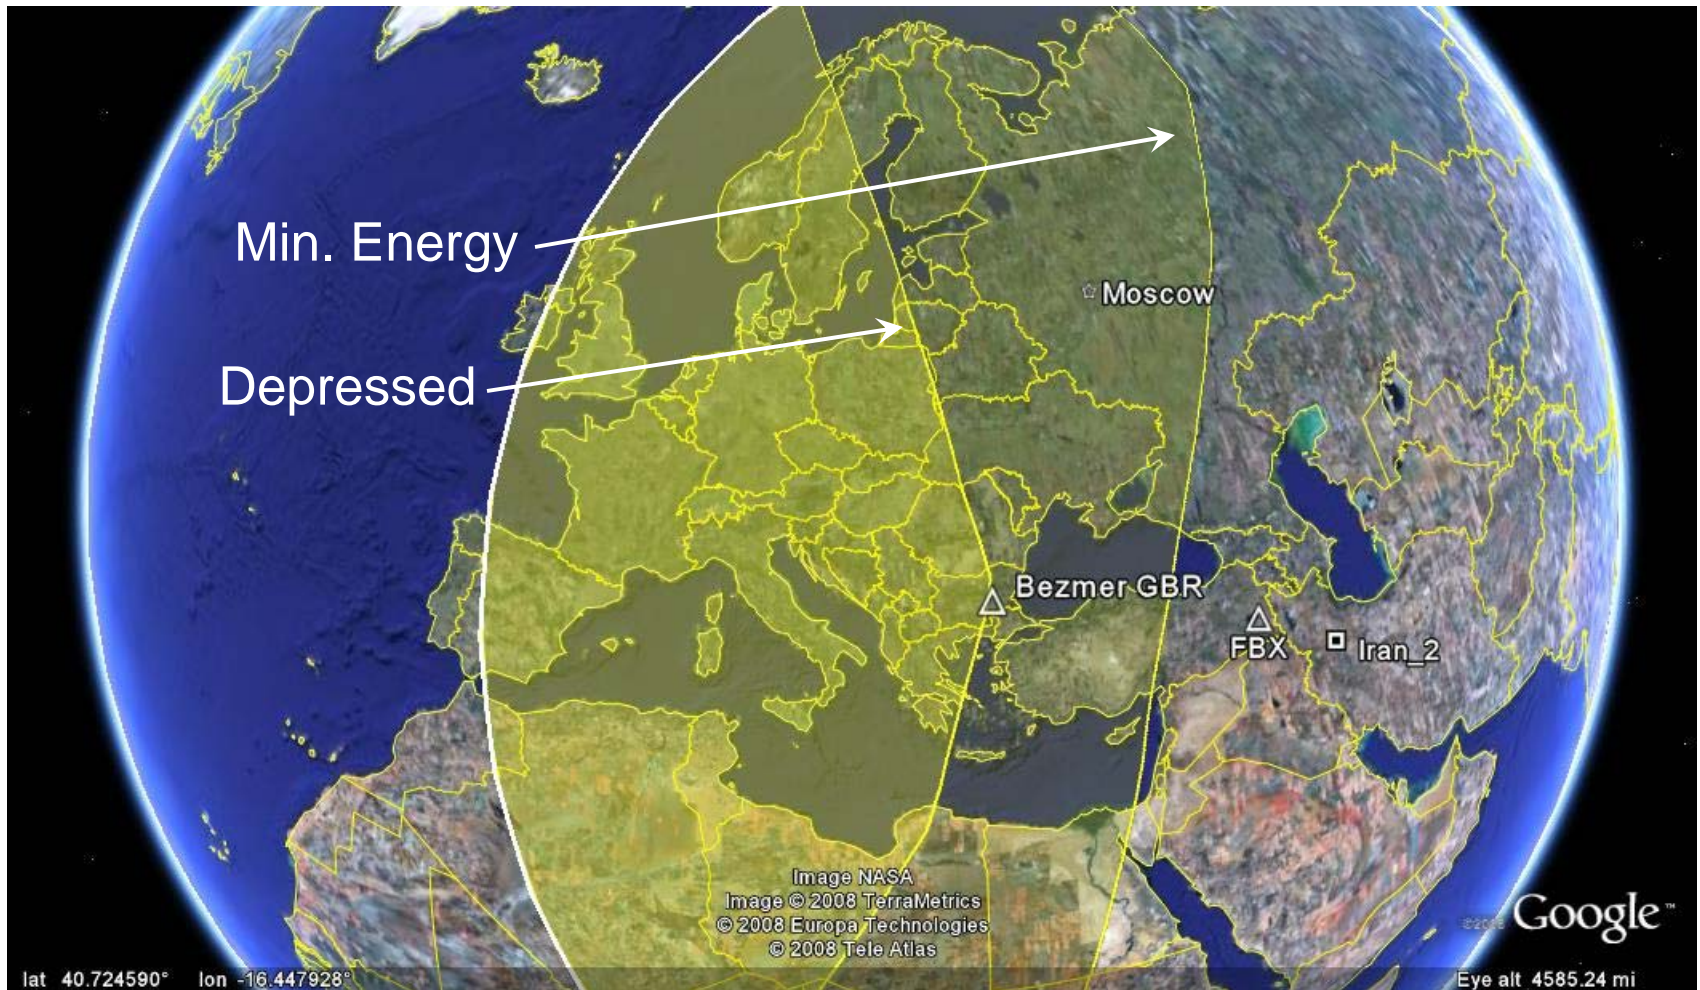 Min. Energy
Moscow
Depressed
Bezmer GBR
FBX
Iran_2
Image NASA
Image © 2008 TerraMetrics
© 2008 Europa Technologies
© 2008 Tele Atlas
Google™
lat 40.724590° lon -16.447928°
Eye alt 4585.24 mi